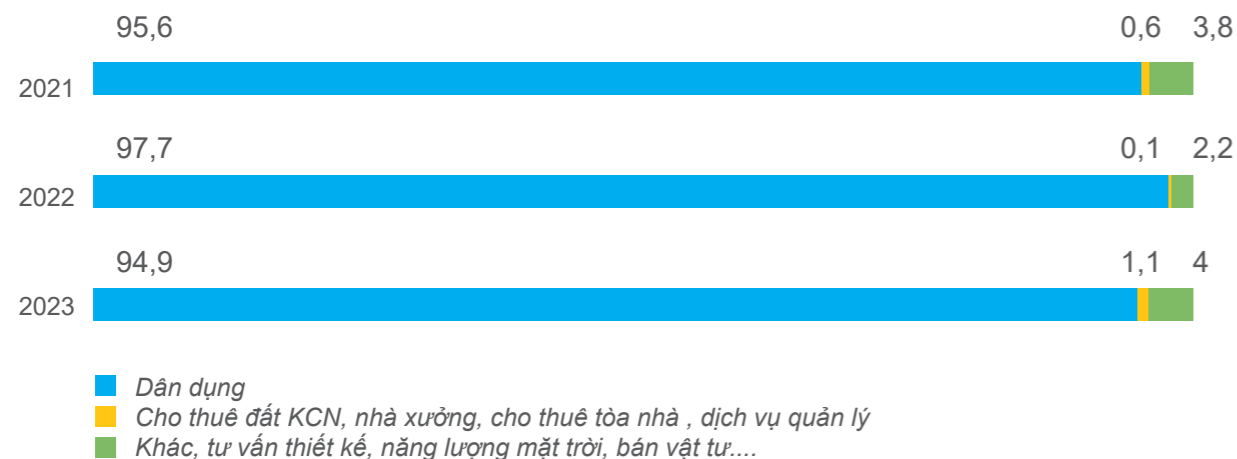 95,6 0,6 3,8
2021
97,7 0,1 2,2
2022
94,9 1,1 4
2023
Dân dụng
Cho thuê đất KCN, nhà xưởng, cho thuê tòa nhà , dịch vụ quản lý
Khác, tư vấn thiết kế, năng lượng mặt trời, bán vật tư....